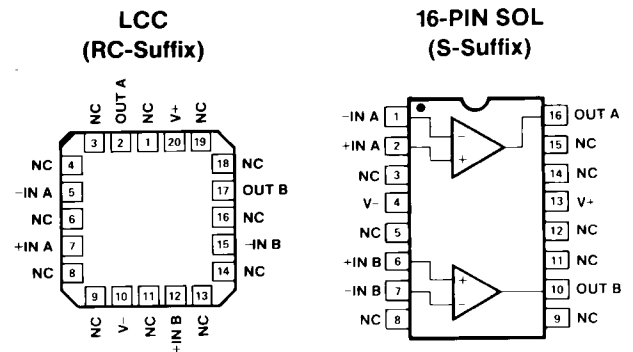 LCC
(RC-Suffix)
NC
OUT A
NC
V+
NC
3
2
1
20
19
NC 4
-IN A 5
NC 6
+IN A 7
NC 8
18 NC
17 OUT B
16 NC
15 -IN B
14 NC
9
10
11
12
13
NC
V-
NC
+IN B
NC
16-PIN SOL
(S-Suffix)
-IN A 1
+IN A 2
NC 3
V- 4
NC 5
+IN B 6
-IN B 7
NC 8
16 OUT A
15 NC
14 NC
13 V+
12 NC
11 NC
10 OUT B
9 NC
-
+
+
-